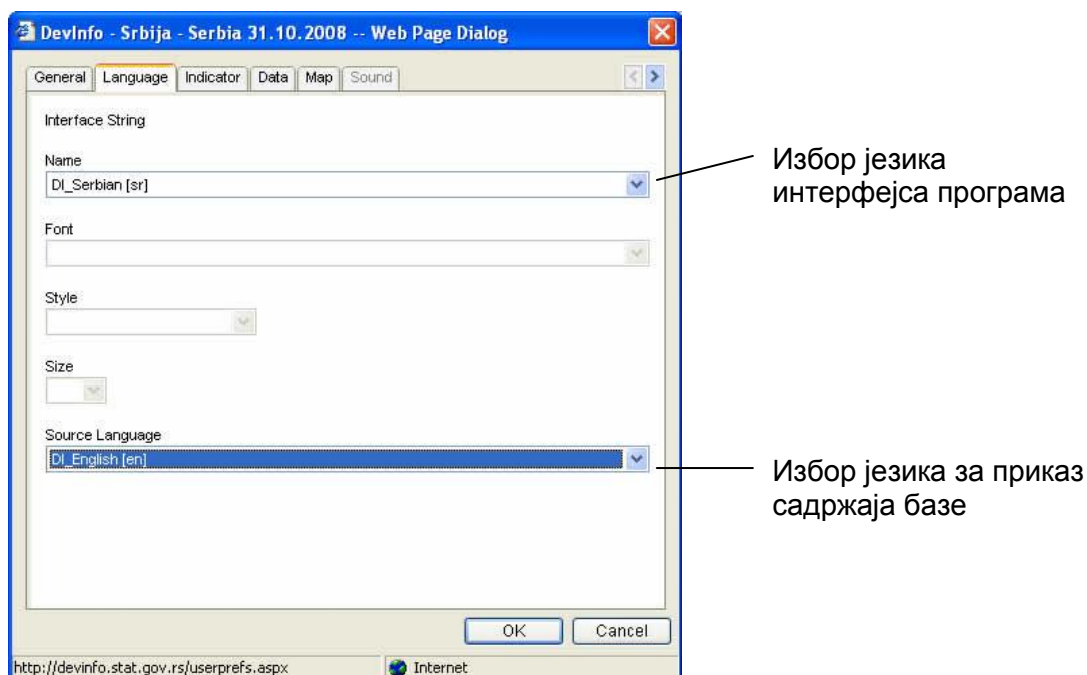 DevInfo - Srbija - Serbia 31.10.2008 -- Web Page Dialog
General Language Indicator Data Map Sound
Interface String
Name
DI_Serbian [sr]
Font
Style
Size
Source Language
DI_English [en]
OK Cancel
http://devinfo.stat.gov.rs/userprefs.aspx Internet
Избор језика
интерфејса програма
Избор језика за приказ
садржаја базе